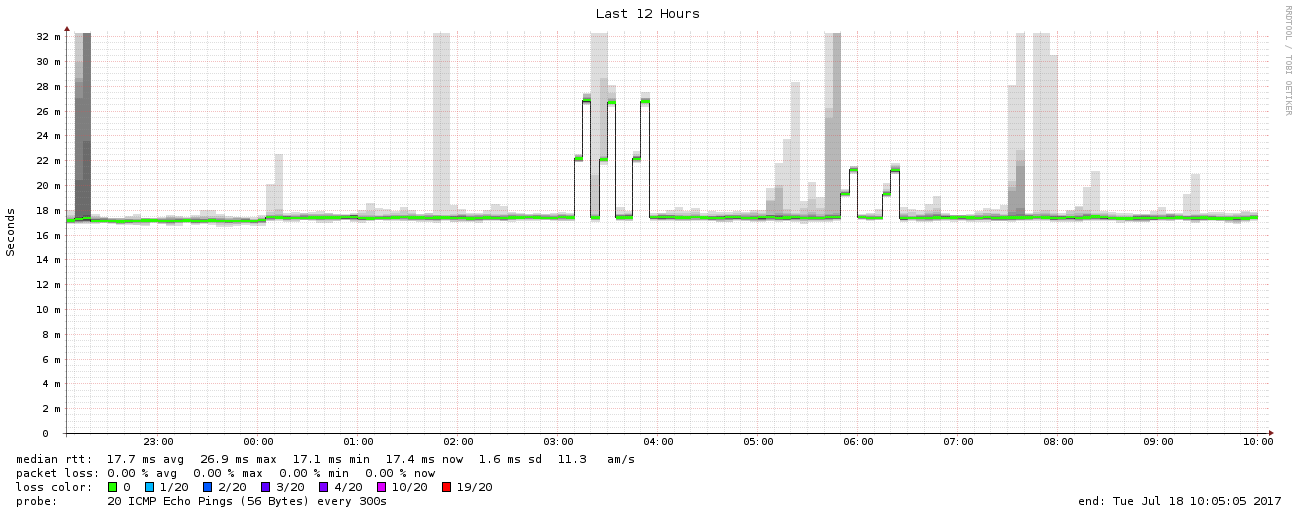 Last 12 Hours
RRDTOOL / TOBI OETIKER
Seconds
32 m
30 m
28 m
26 m
24 m
22 m
20 m
18 m
16 m
14 m
12 m
10 m
8 m
6 m
4 m
2 m
0
23:00 00:00 01:00 02:00 03:00 04:00 05:00 06:00 07:00 08:00 09:00 10:00
median rtt: 17.7 ms avg 26.9 ms max 17.1 ms min 17.4 ms now 1.6 ms sd 11.3 am/s
packet loss: 0.00 % avg 0.00 % max 0.00 % min 0.00 % now
loss color: 0 1/20 2/20 3/20 4/20 10/20 19/20
probe: 20 ICMP Echo Pings (56 Bytes) every 300s end: Tue Jul 18 10:05:05 2017